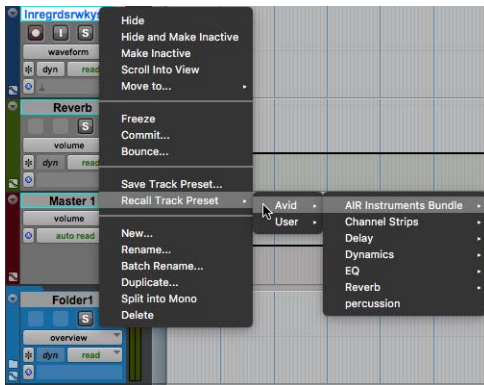 Inregrdsrwkys
I
S
waveform
dyn
read
Reverb
S
volume
dyn
read
Master 1
volume
auto read
Folder1
S
overview
dyn
read
Hide
Hide and Make Inactive
Make Inactive
Scroll Into View
Move to...
Freeze
Commit...
Bounce...
Save Track Preset...
Recall Track Preset
New...
Rename...
Batch Rename...
Duplicate...
Split into Mono
Delete
Avid
User
AIR Instruments Bundle
Channel Strips
Delay
Dynamics
EQ
Reverb
percussion